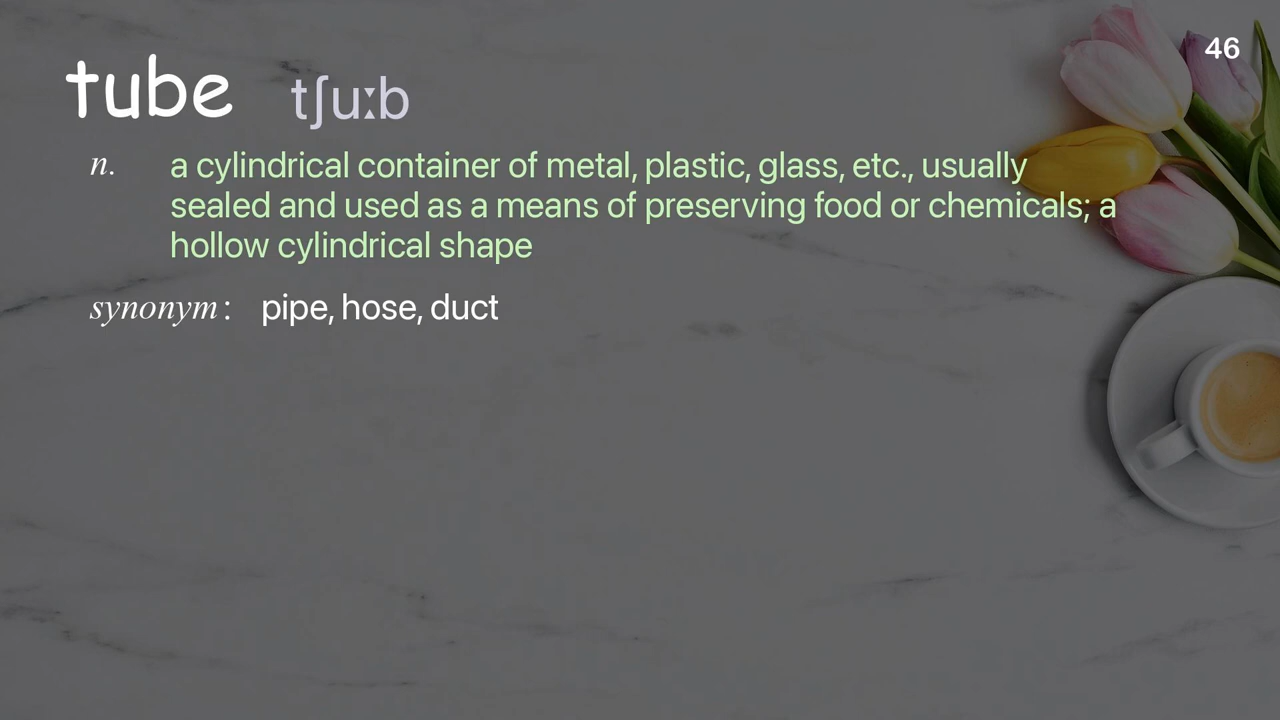 46
tube tʃuːb
n. a cylindrical container of metal, plastic, glass, etc., usually
sealed and used as a means of preserving food or chemicals; a
hollow cylindrical shape
synonym: pipe, hose, duct